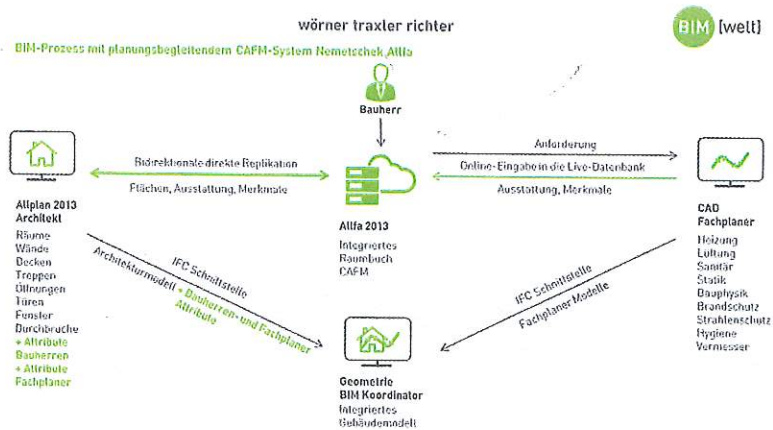 wörner traxler richter
BIM [welt]
BIM-Prozess mit planungsbegleitendem CAFM-System Nemetschek Allfa
Bauherr
Bidirektionale direkte Replikation
Flächen, Ausstattung, Merkmale
Anforderung
Online-Eingabe in die Live-Datenbank
Ausstattung, Merkmale
Allplan 2013
Architekt
Räume
Wände
Decken
Treppen
Öffnungen
Türen
Fenster
Durchbruche
+ Attribute
Bauherren
+ Attribute
Fachplaner
Allfa 2013
Integriertes
Raumbuch
CAFM
CAD
Fachplaner
Heizung
Lüftung
Sanitär
Statik
Bauphysik
Brandschutz
Strahlenschutz
Hygiene
Vermesser
IFC Schnittstelle
Architekturmodell + Bauherren- und Fachplaner
Attribute
IFC Schnittstelle
Fachplaner Modelle
Geometrie
BIM Koordinator
Integriertes
Gebäudemodell